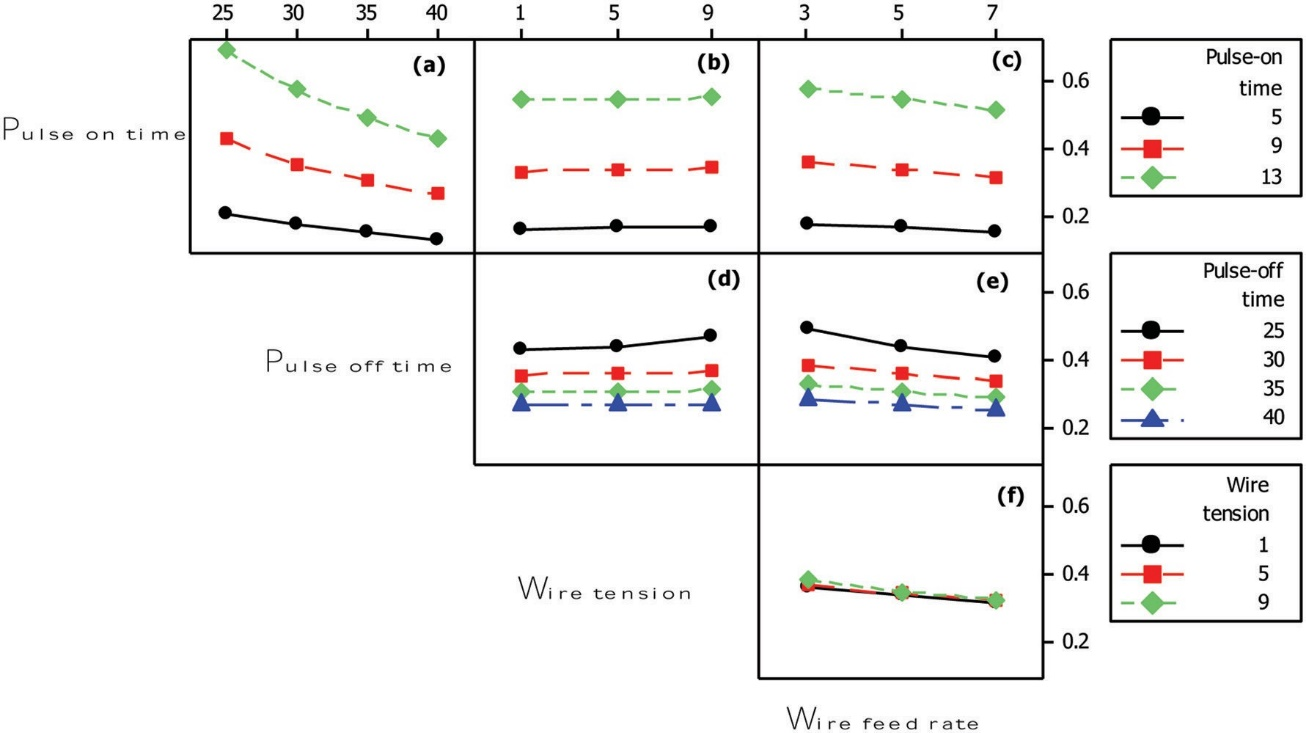 25 30 35 40 1 5 9 3 5 7
(a) (b) (c)
Pulse on time
0.6
0.4
0.2
Pulse-on
time
5
9
13
(d) (e)
Pulse off time
0.6
0.4
0.2
Pulse-off
time
25
30
35
40
(f)
Wire tension
0.6
0.4
0.2
Wire
tension
1
5
9
Wire feed rate